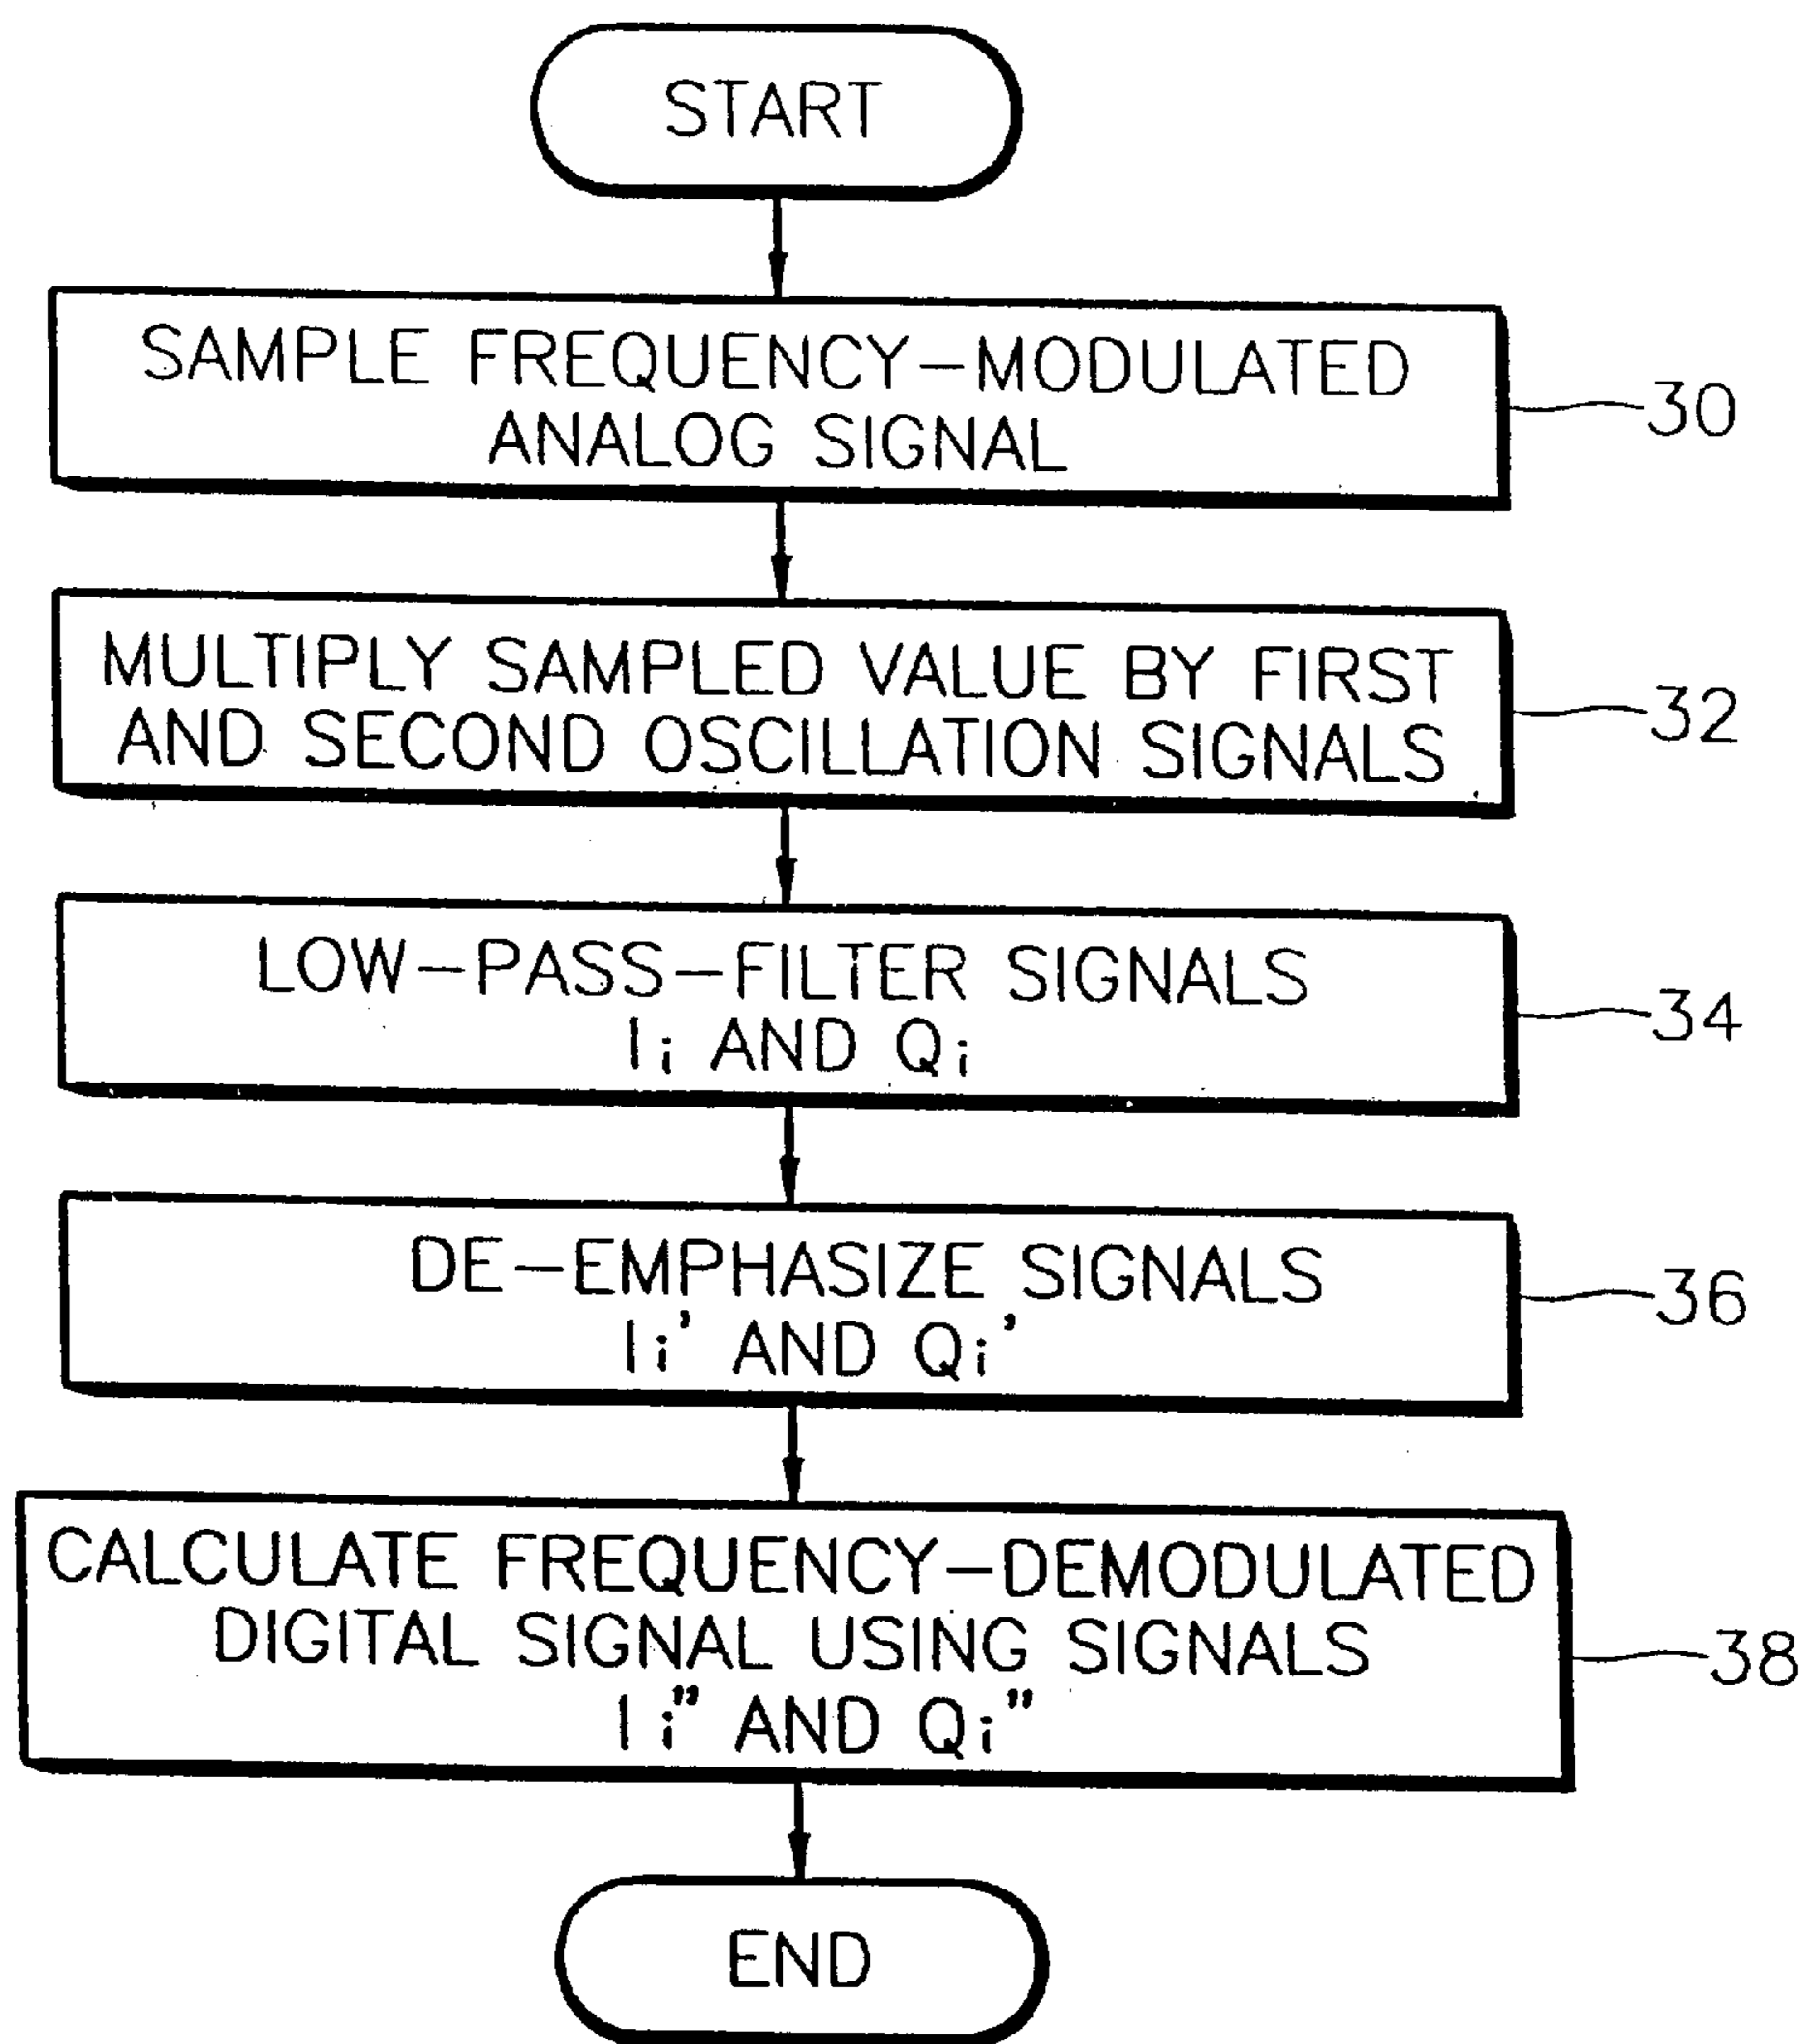 START
SAMPLE FREQUENCY-MODULATED
ANALOG SIGNAL
30
MULTIPLY SAMPLED VALUE BY FIRST
AND SECOND OSCILLATION SIGNALS
32
LOW-PASS-FILTER SIGNALS
Ii AND Qi
34
DE-EMPHASIZE SIGNALS
Ii' AND Qi'
36
CALCULATE FREQUENCY-DEMODULATED
DIGITAL SIGNAL USING SIGNALS
Ii" AND Qi"
38
END